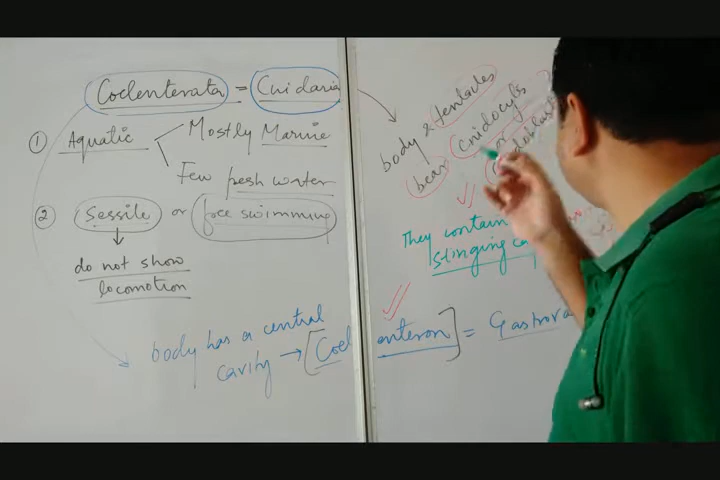 Coelenterata = Cnidaria
① Aquatic
Mostly Marine
Few fresh water
② Sessile or free swimming
do not show
locomotion
body has a central
cavity → [Coel enteron] =
body & tentacles
bear Cnidocytes
or
They contain
stinging